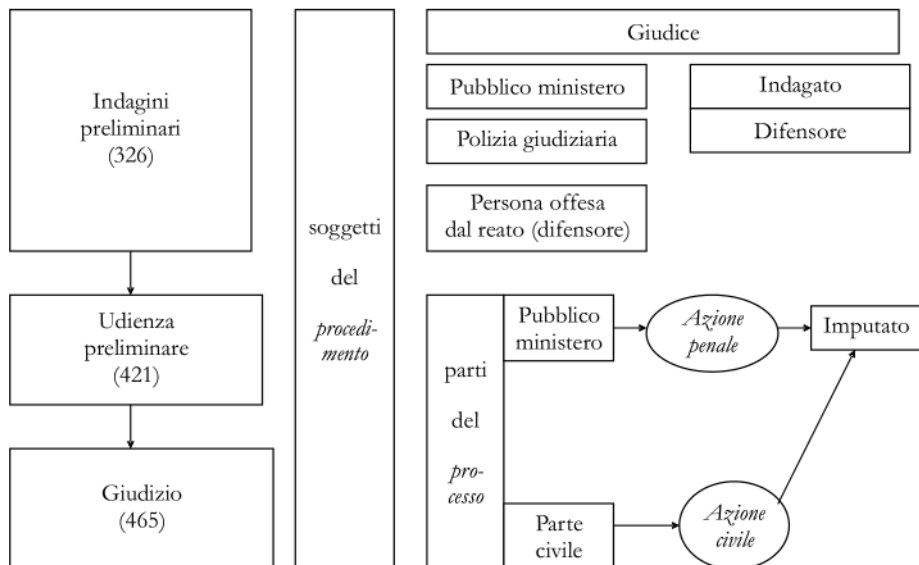 Indagini
preliminari
(326)
Udienza
preliminare
(421)
Giudizio
(465)
soggetti
del
procedi-
mento
Giudice
Pubblico ministero
Polizia giudiziaria
Persona offesa
dal reato (difensore)
Indagato
Difensore
parti
del
pro-
cesso
Pubblico
ministero
Azione
penale
Imputato
Parte
civile
Azione
civile